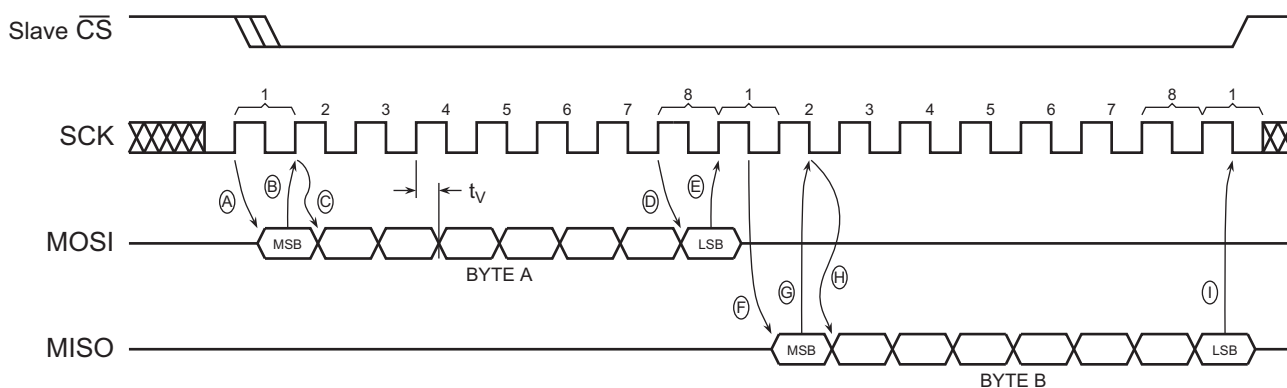 Slave C̅S̅
1 2 3 4 5 6 7 8 1 2 3 4 5 6 7 8 1
SCK
B
E
A C D
tV
MOSI MSB LSB
BYTE A
H
F G I
MISO MSB LSB
BYTE B